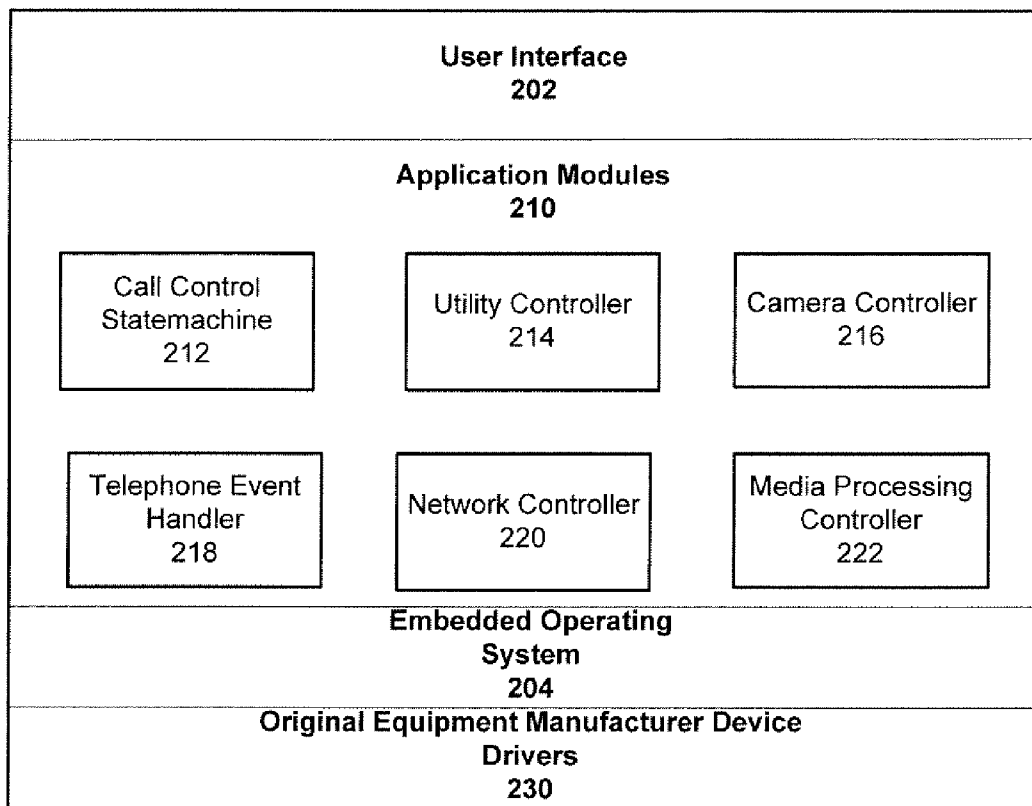 User Interface
202
Application Modules
210
Call Control
Statemachine
212
Utility Controller
214
Camera Controller
216
Telephone Event
Handler
218
Network Controller
220
Media Processing
Controller
222
Embedded Operating
System
204
Original Equipment Manufacturer Device
Drivers
230